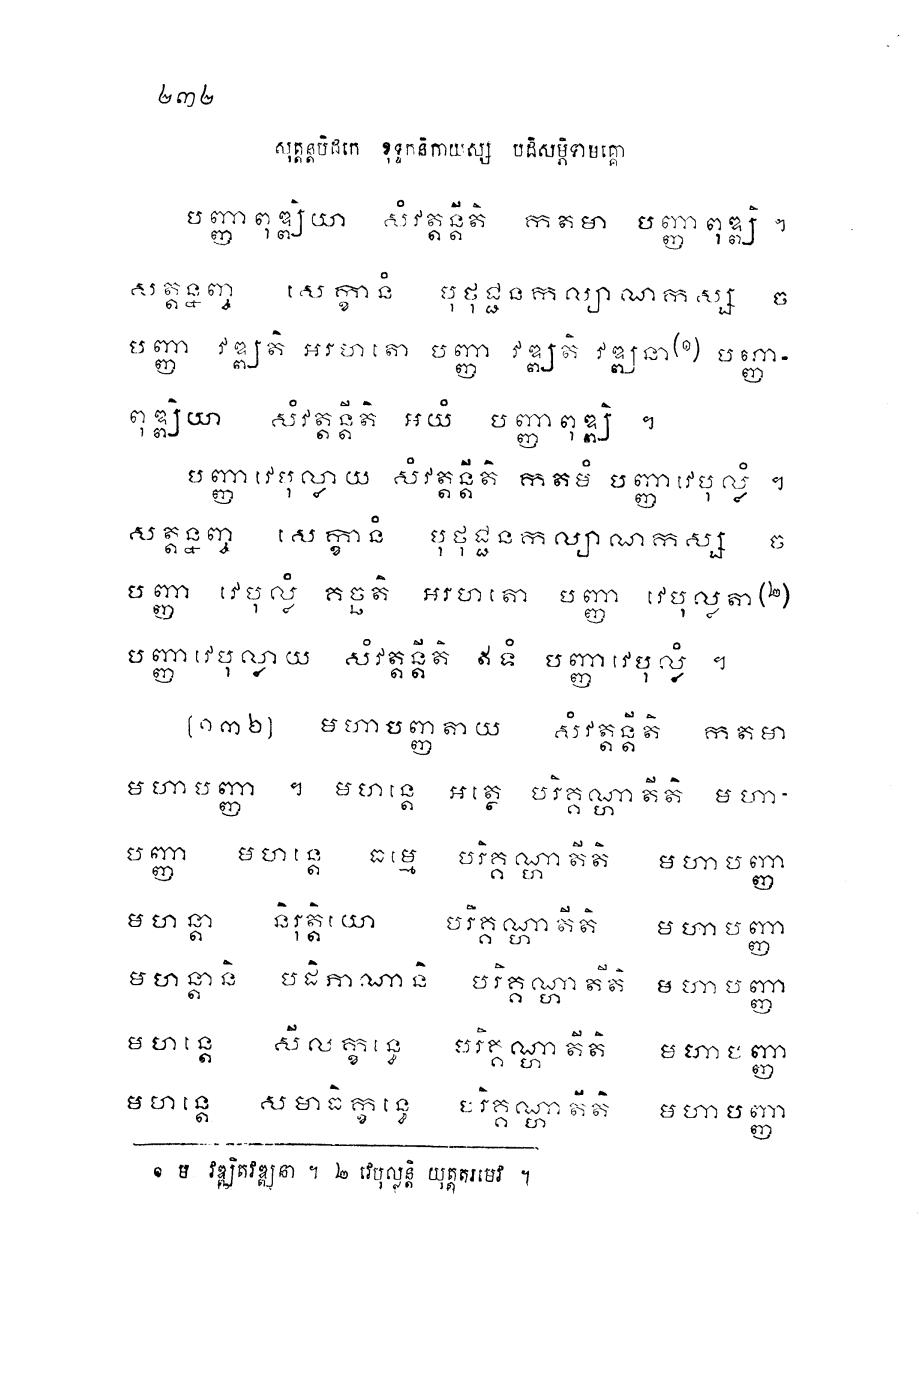 ២៣២
សុត្តន្តបិដកេ ខុទ្ទកនិកាយស្ស បដិសម្ភិទាមគ្គោ
បញ្ញាពុឌ្ឍិយា សំវត្តន្តីតិ កតមា បញ្ញាពុឌ្ឍិ ។
សត្តន្នញ្ច សេក្ខានំ បុថុជ្ជនកល្យាណកស្ស ច
បញ្ញា វឌ្ឍតិ អរហតោ បញ្ញា វឌ្ឍតិ វឌ្ឍនា(១) បញ្ញា-
ពុឌ្ឍិយា សំវត្តន្តីតិ អយំ បញ្ញាពុឌ្ឍិ ។
បញ្ញាវេបុល្លាយ សំវត្តន្តីតិ កតមំ បញ្ញាវេបុល្លំ ។
សត្តន្នញ្ច សេក្ខានំ បុថុជ្ជនកល្យាណកស្ស ច
បញ្ញា វេបុល្លំ គច្ឆតិ អរហតោ បញ្ញា វេបុល្លតា(២)
បញ្ញាវេបុល្លាយ សំវត្តន្តីតិ ឥទំ បញ្ញាវេបុល្លំ ។
[១៣២] មហាបញ្ញតាយ សំវត្តន្តីតិ កតមា
មហាបញ្ញា ។ មហន្តេ អត្ថេ បរិគ្គណ្ហាតីតិ មហា-
បញ្ញា មហន្តេ ធម្មេ បរិគ្គណ្ហាតីតិ មហាបញ្ញា
មហន្តា និរុត្តិយោ បរិគ្គណ្ហាតីតិ មហាបញ្ញា
មហន្តានិ បដិភាណានិ បរិគ្គណ្ហាតីតិ មហាបញ្ញា
មហន្តេ សីលក្ខន្ធេ បរិគ្គណ្ហាតីតិ មហាបញ្ញា
មហន្តេ សមាធិក្ខន្ធេ បរិគ្គណ្ហាតីតិ មហាបញ្ញា
១ ម វឌ្ឍិតវឌ្ឍនា ។ ២ វេបុល្លន្តិ យុត្តតរមេវ ។